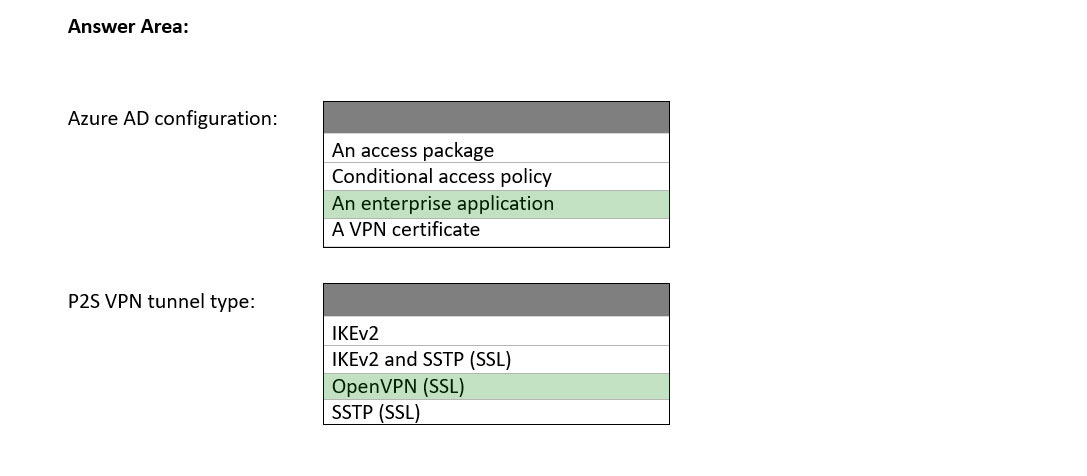 Answer Area:
Azure AD configuration:
An access package
Conditional access policy
An enterprise application
A VPN certificate
P2S VPN tunnel type:
IKEv2
IKEv2 and SSTP (SSL)
OpenVPN (SSL)
SSTP (SSL)